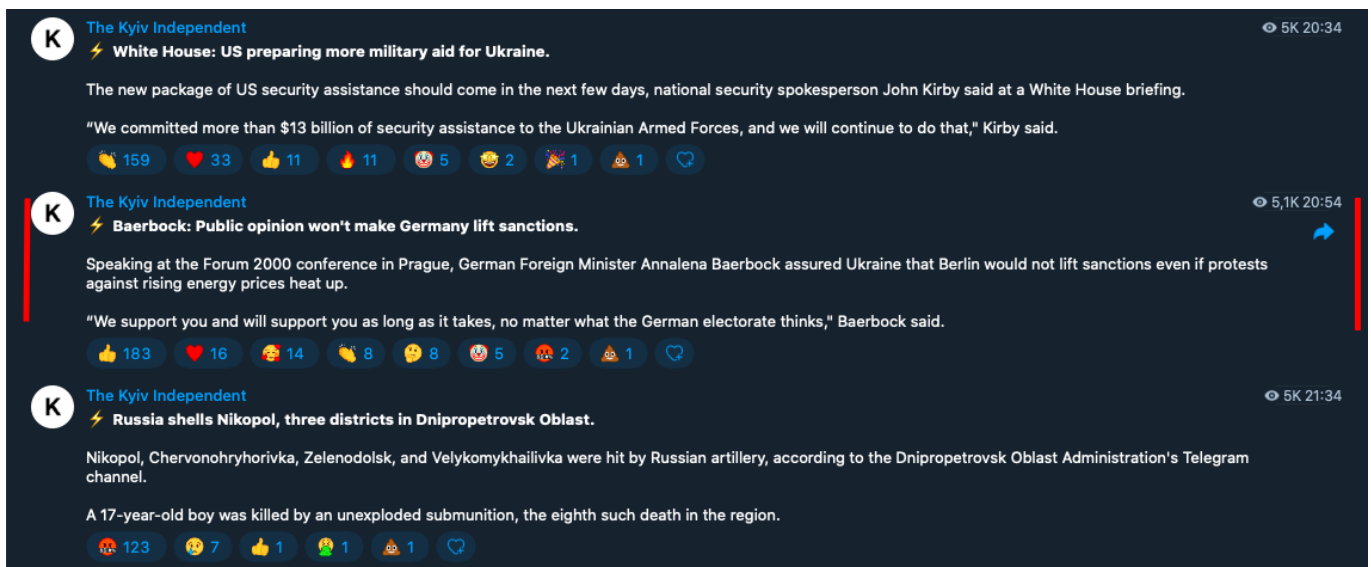 K
The Kyiv Independent
5K 20:34
⚡ White House: US preparing more military aid for Ukraine.
The new package of US security assistance should come in the next few days, national security spokesperson John Kirby said at a White House briefing.
“We committed more than $13 billion of security assistance to the Ukrainian Armed Forces, and we will continue to do that," Kirby said.
👏 159 ❤️ 33 👍 11 🔥 11 🤡 5 🤩 2 🎉 1 💩 1
K
The Kyiv Independent
5,1K 20:54
⚡ Baerbock: Public opinion won't make Germany lift sanctions.
Speaking at the Forum 2000 conference in Prague, German Foreign Minister Annalena Baerbock assured Ukraine that Berlin would not lift sanctions even if protests
against rising energy prices heat up.
“We support you and will support you as long as it takes, no matter what the German electorate thinks," Baerbock said.
👍 183 ❤️ 16 🥰 14 👏 8 🤔 8 🤡 5 🤬 2 💩 1
K
The Kyiv Independent
5K 21:34
⚡ Russia shells Nikopol, three districts in Dnipropetrovsk Oblast.
Nikopol, Chervonohryhorivka, Zelenodolsk, and Velykomykhailivka were hit by Russian artillery, according to the Dnipropetrovsk Oblast Administration's Telegram
channel.
A 17-year-old boy was killed by an unexploded submunition, the eighth such death in the region.
🤬 123 😢 7 👍 1 🤮 1 💩 1